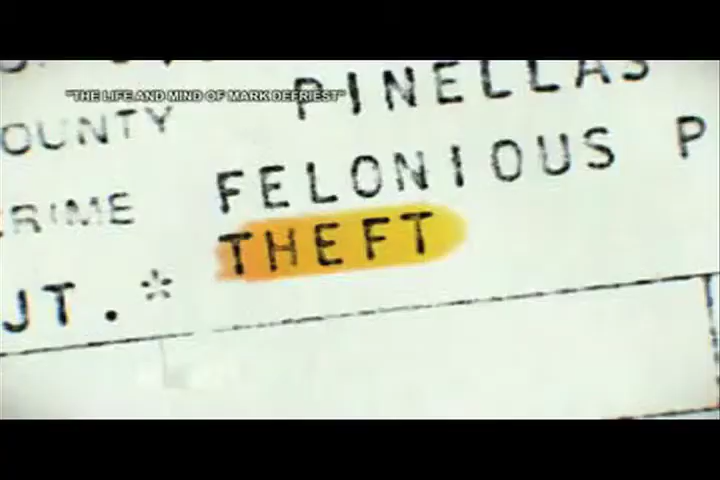 "THE LIFE AND MIND OF MARK DEFRIEST"
PINELLAS
OUNTY
FELONIOUS P
RIME
THEFT
JT.*